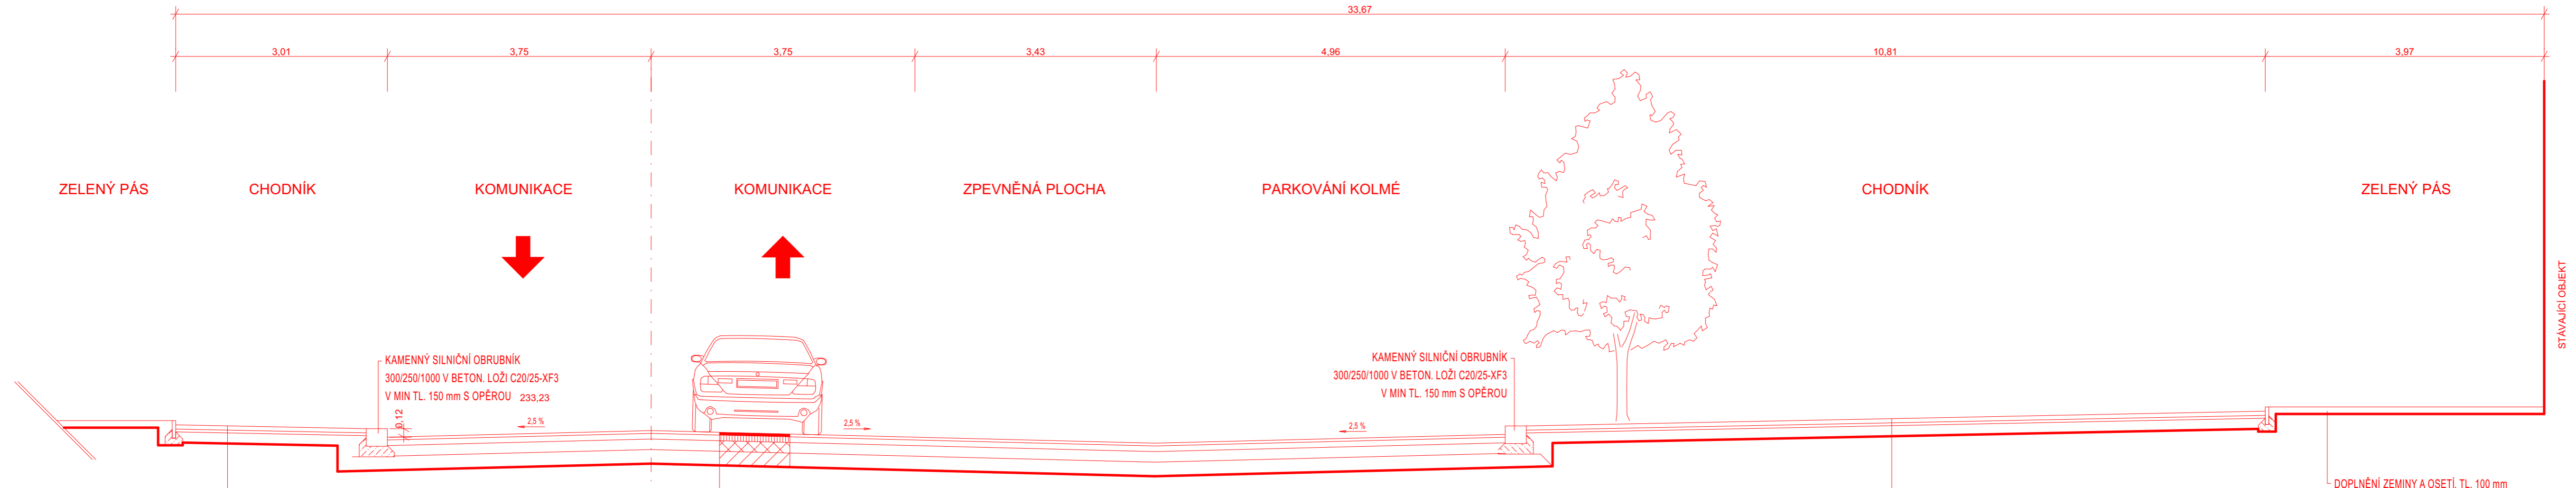 33,67
3,01
3,75
3,75
3,43
4,96
10,81
3,97
ZELENÝ PÁS
CHODNÍK
KOMUNIKACE
KOMUNIKACE
ZPEVNĚNÁ PLOCHA
PARKOVÁNÍ KOLMÉ
CHODNÍK
ZELENÝ PÁS
STÁVAJÍCÍ OBJEKT
KAMENNÝ SILNIČNÍ OBRUBNÍK
300/250/1000 V BETON. LOŽI C20/25-XF3
V MIN TL. 150 mm S OPĚROU
233,23
0,12
2,5 %
2,5 %
KAMENNÝ SILNIČNÍ OBRUBNÍK
300/250/1000 V BETON. LOŽI C20/25-XF3
V MIN TL. 150 mm S OPĚROU
2,5 %
DOPLNĚNÍ ZEMINY A OSETÍ, TL. 100 mm